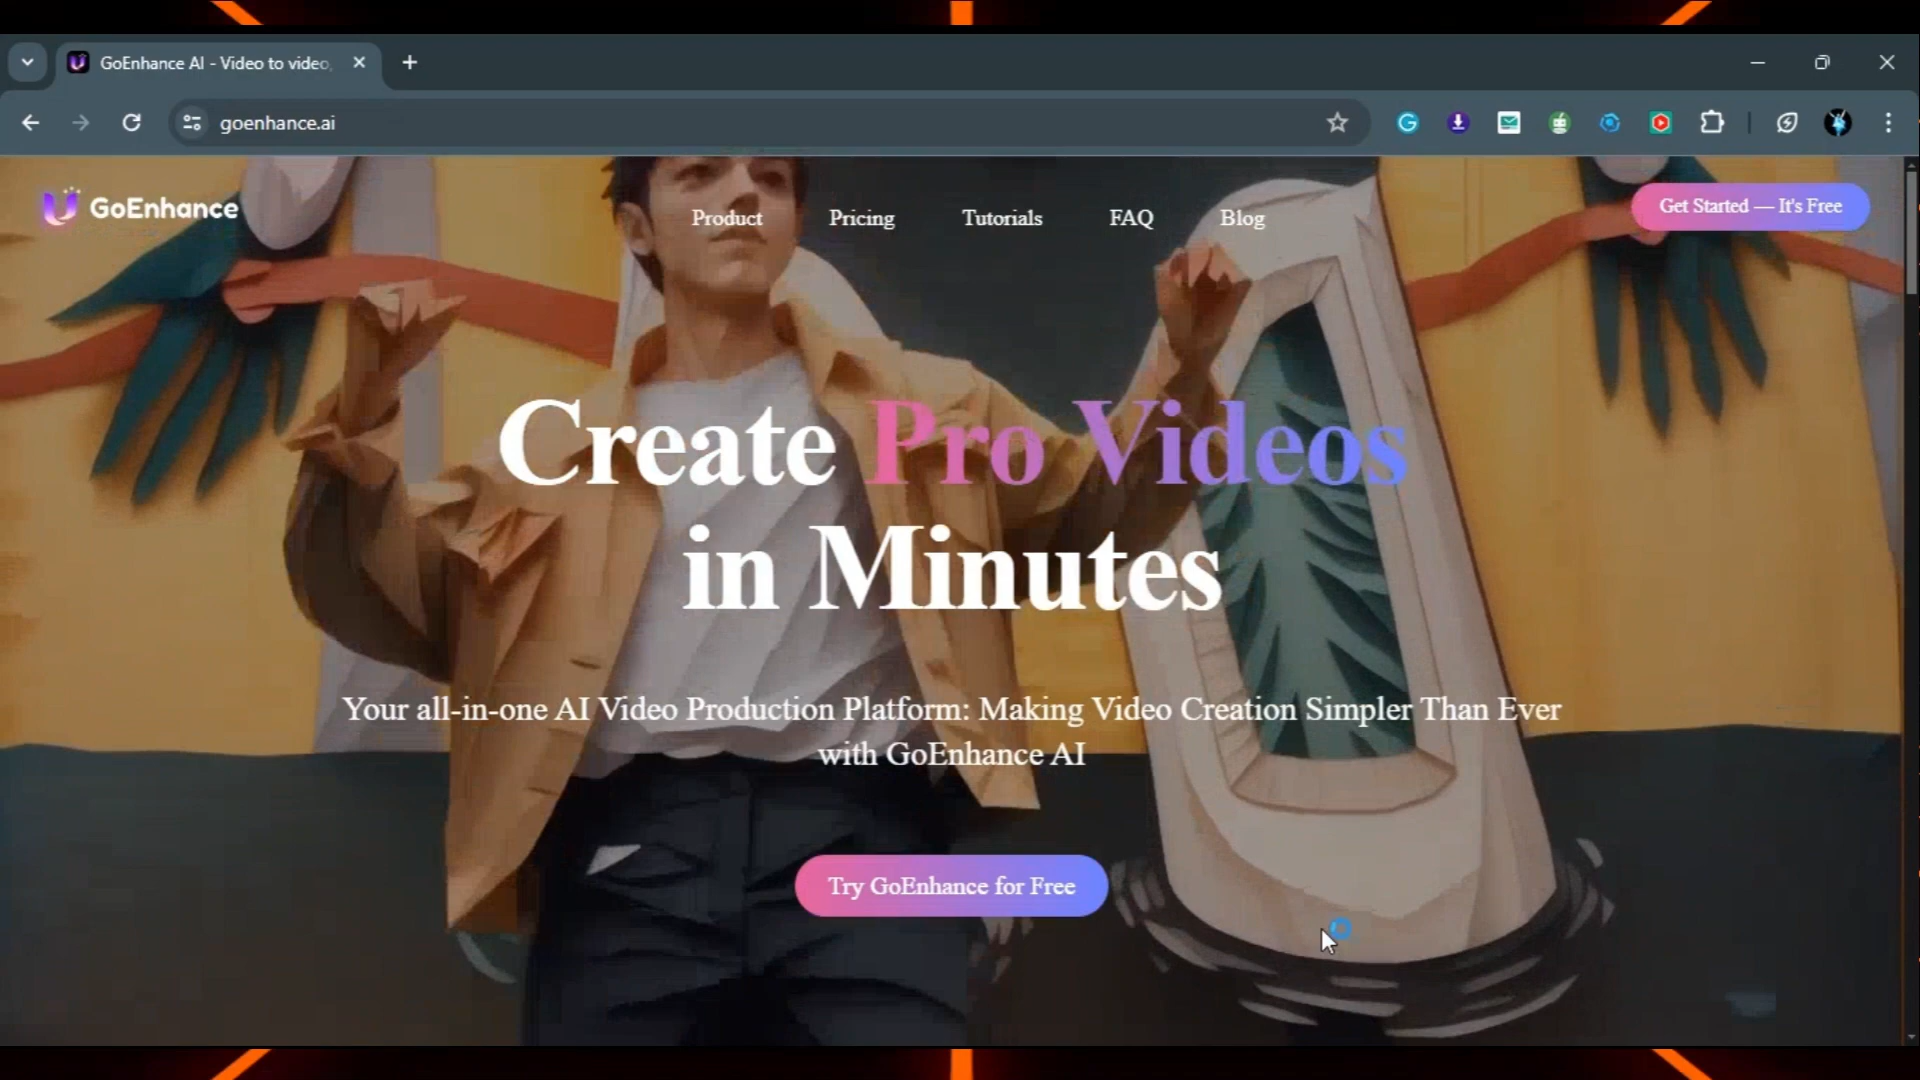 GoEnhance AI - Video to video,
goenhance.ai
GoEnhance
Product
Pricing
Tutorials
FAQ
Blog
Get Started — It's Free
Create Pro Videos
in Minutes
Your all-in-one AI Video Production Platform: Making Video Creation Simpler Than Ever
with GoEnhance AI
Try GoEnhance for Free